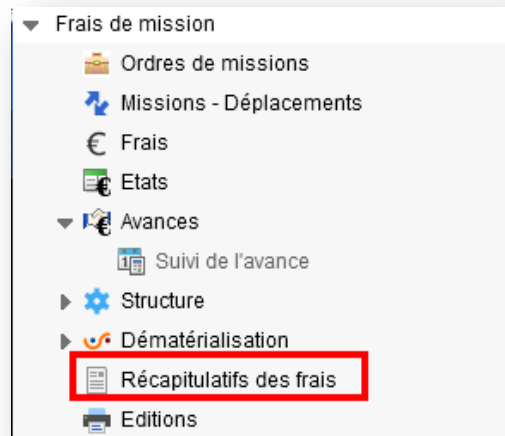 Frais de mission
Ordres de missions
Missions - Déplacements
Frais
Etats
Avances
Suivi de l'avance
Structure
Dématérialisation
Récapitulatifs des frais
Editions